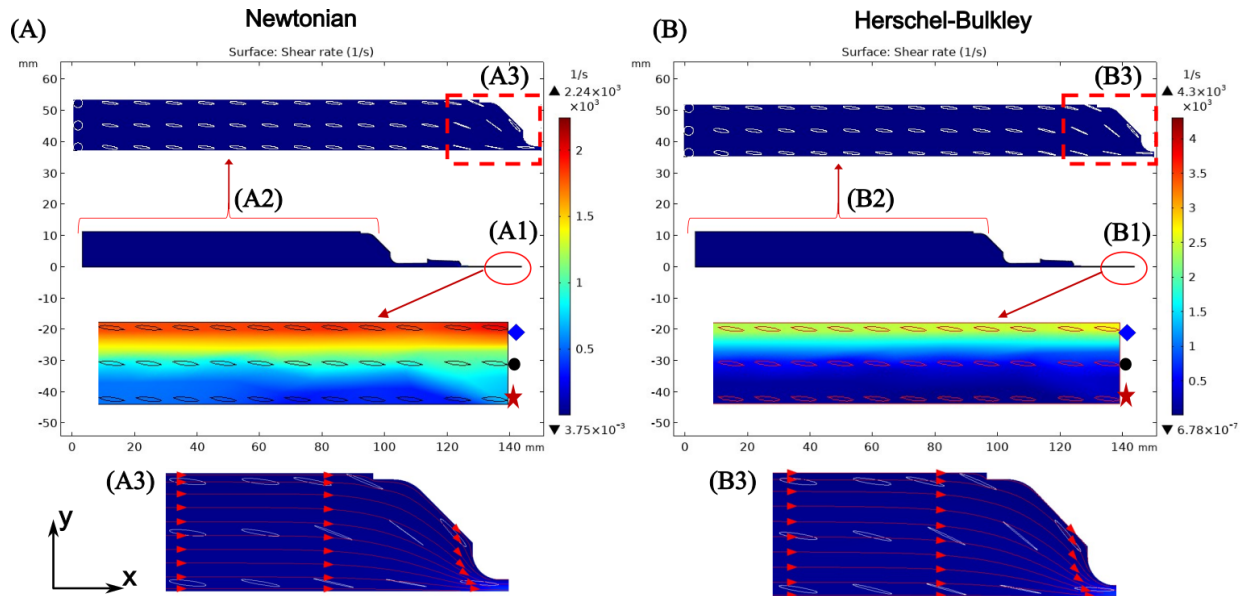 Newtonian
Herschel-Bulkley
(A)
Surface: Shear rate (1/s)
mm
60
50
40
30
20
10
0
-10
-20
-30
-40
-50
0
20
40
60
80
100
120
140 mm
(A3)
(A2)
(A1)
1/s
▲ 2.24×10³
×10³
2
1.5
1
0.5
▼ 3.75×10⁻³
(B)
Surface: Shear rate (1/s)
mm
60
50
40
30
20
10
0
-10
-20
-30
-40
-50
0
20
40
60
80
100
120
140 mm
(B3)
(B2)
(B1)
1/s
▲ 4.3×10³
×10³
4
3.5
3
2.5
2
1.5
1
0.5
▼ 6.78×10⁻⁷
(A3)
y
x
(B3)